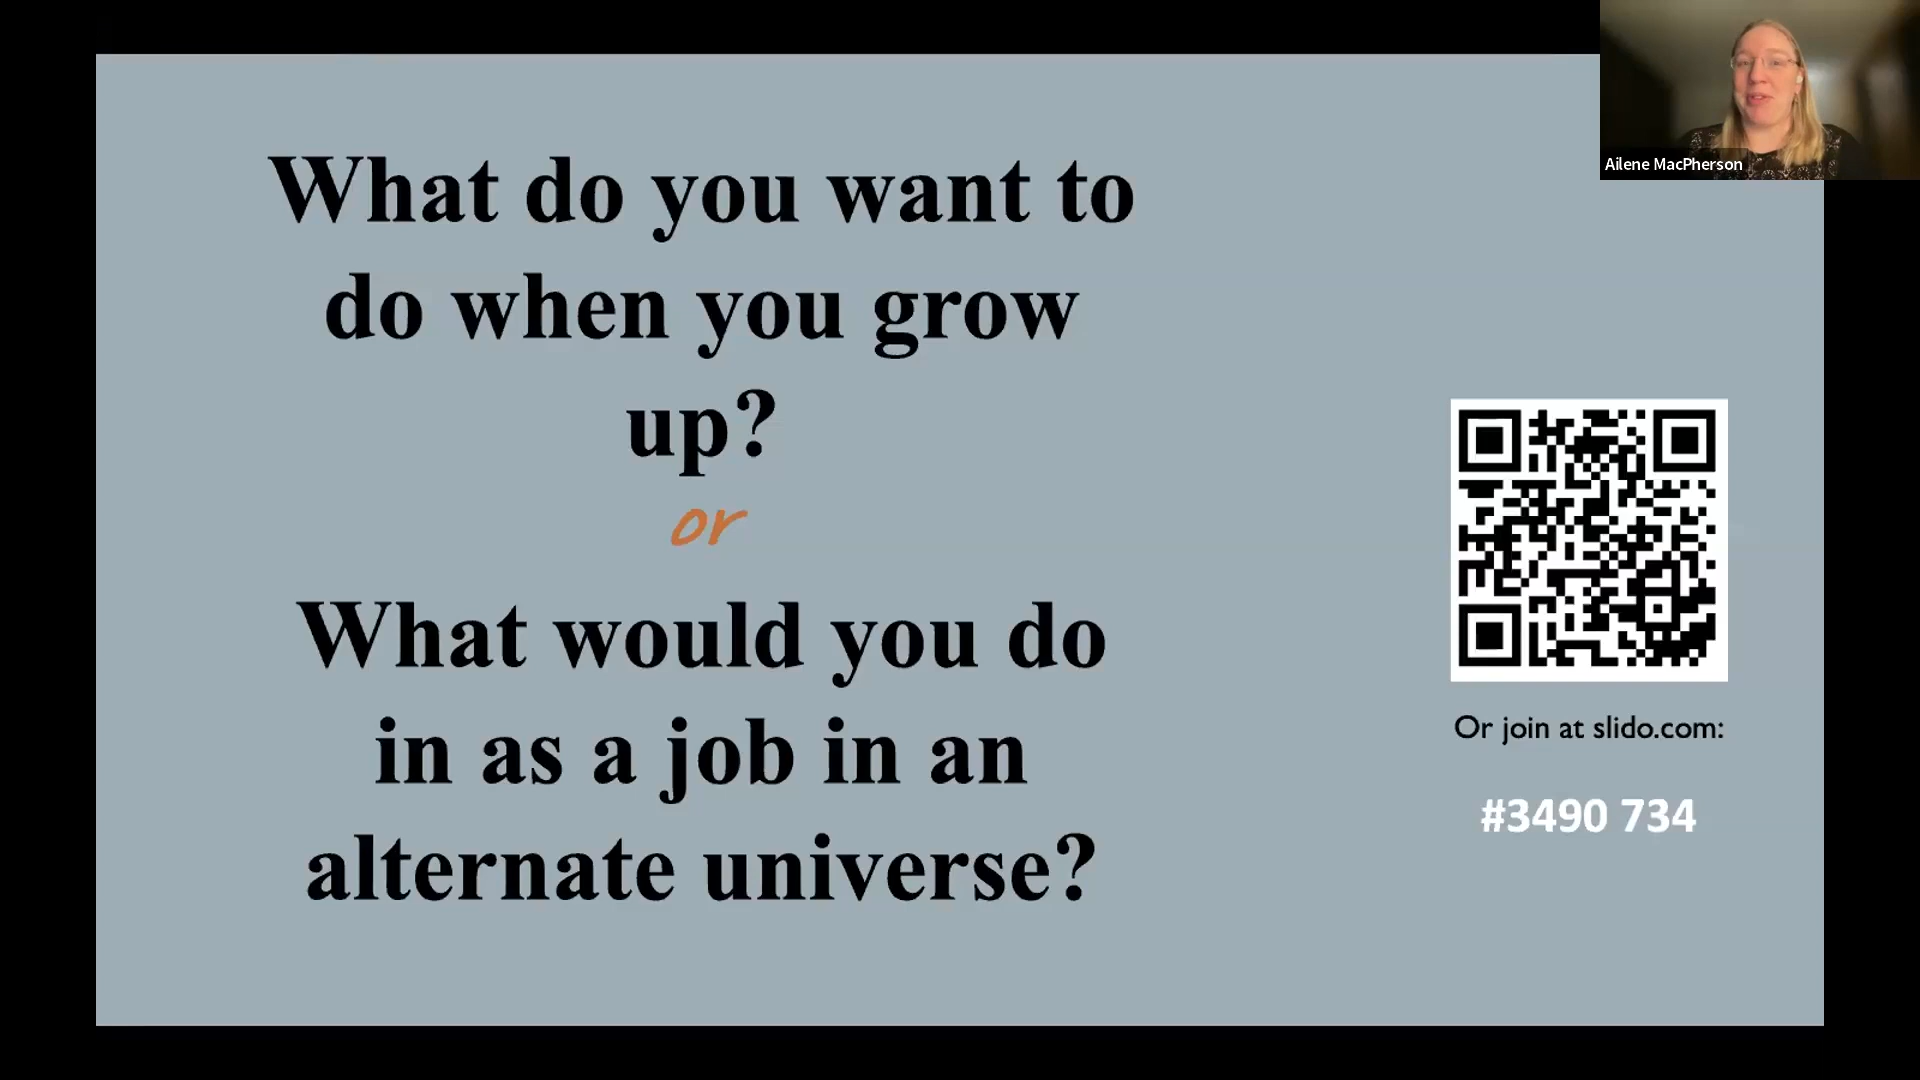 What do you want to
do when you grow
up?
or
What would you do
in as a job in an
alternate universe?
Ailene MacPherson
Or join at slido.com:
#3490 734